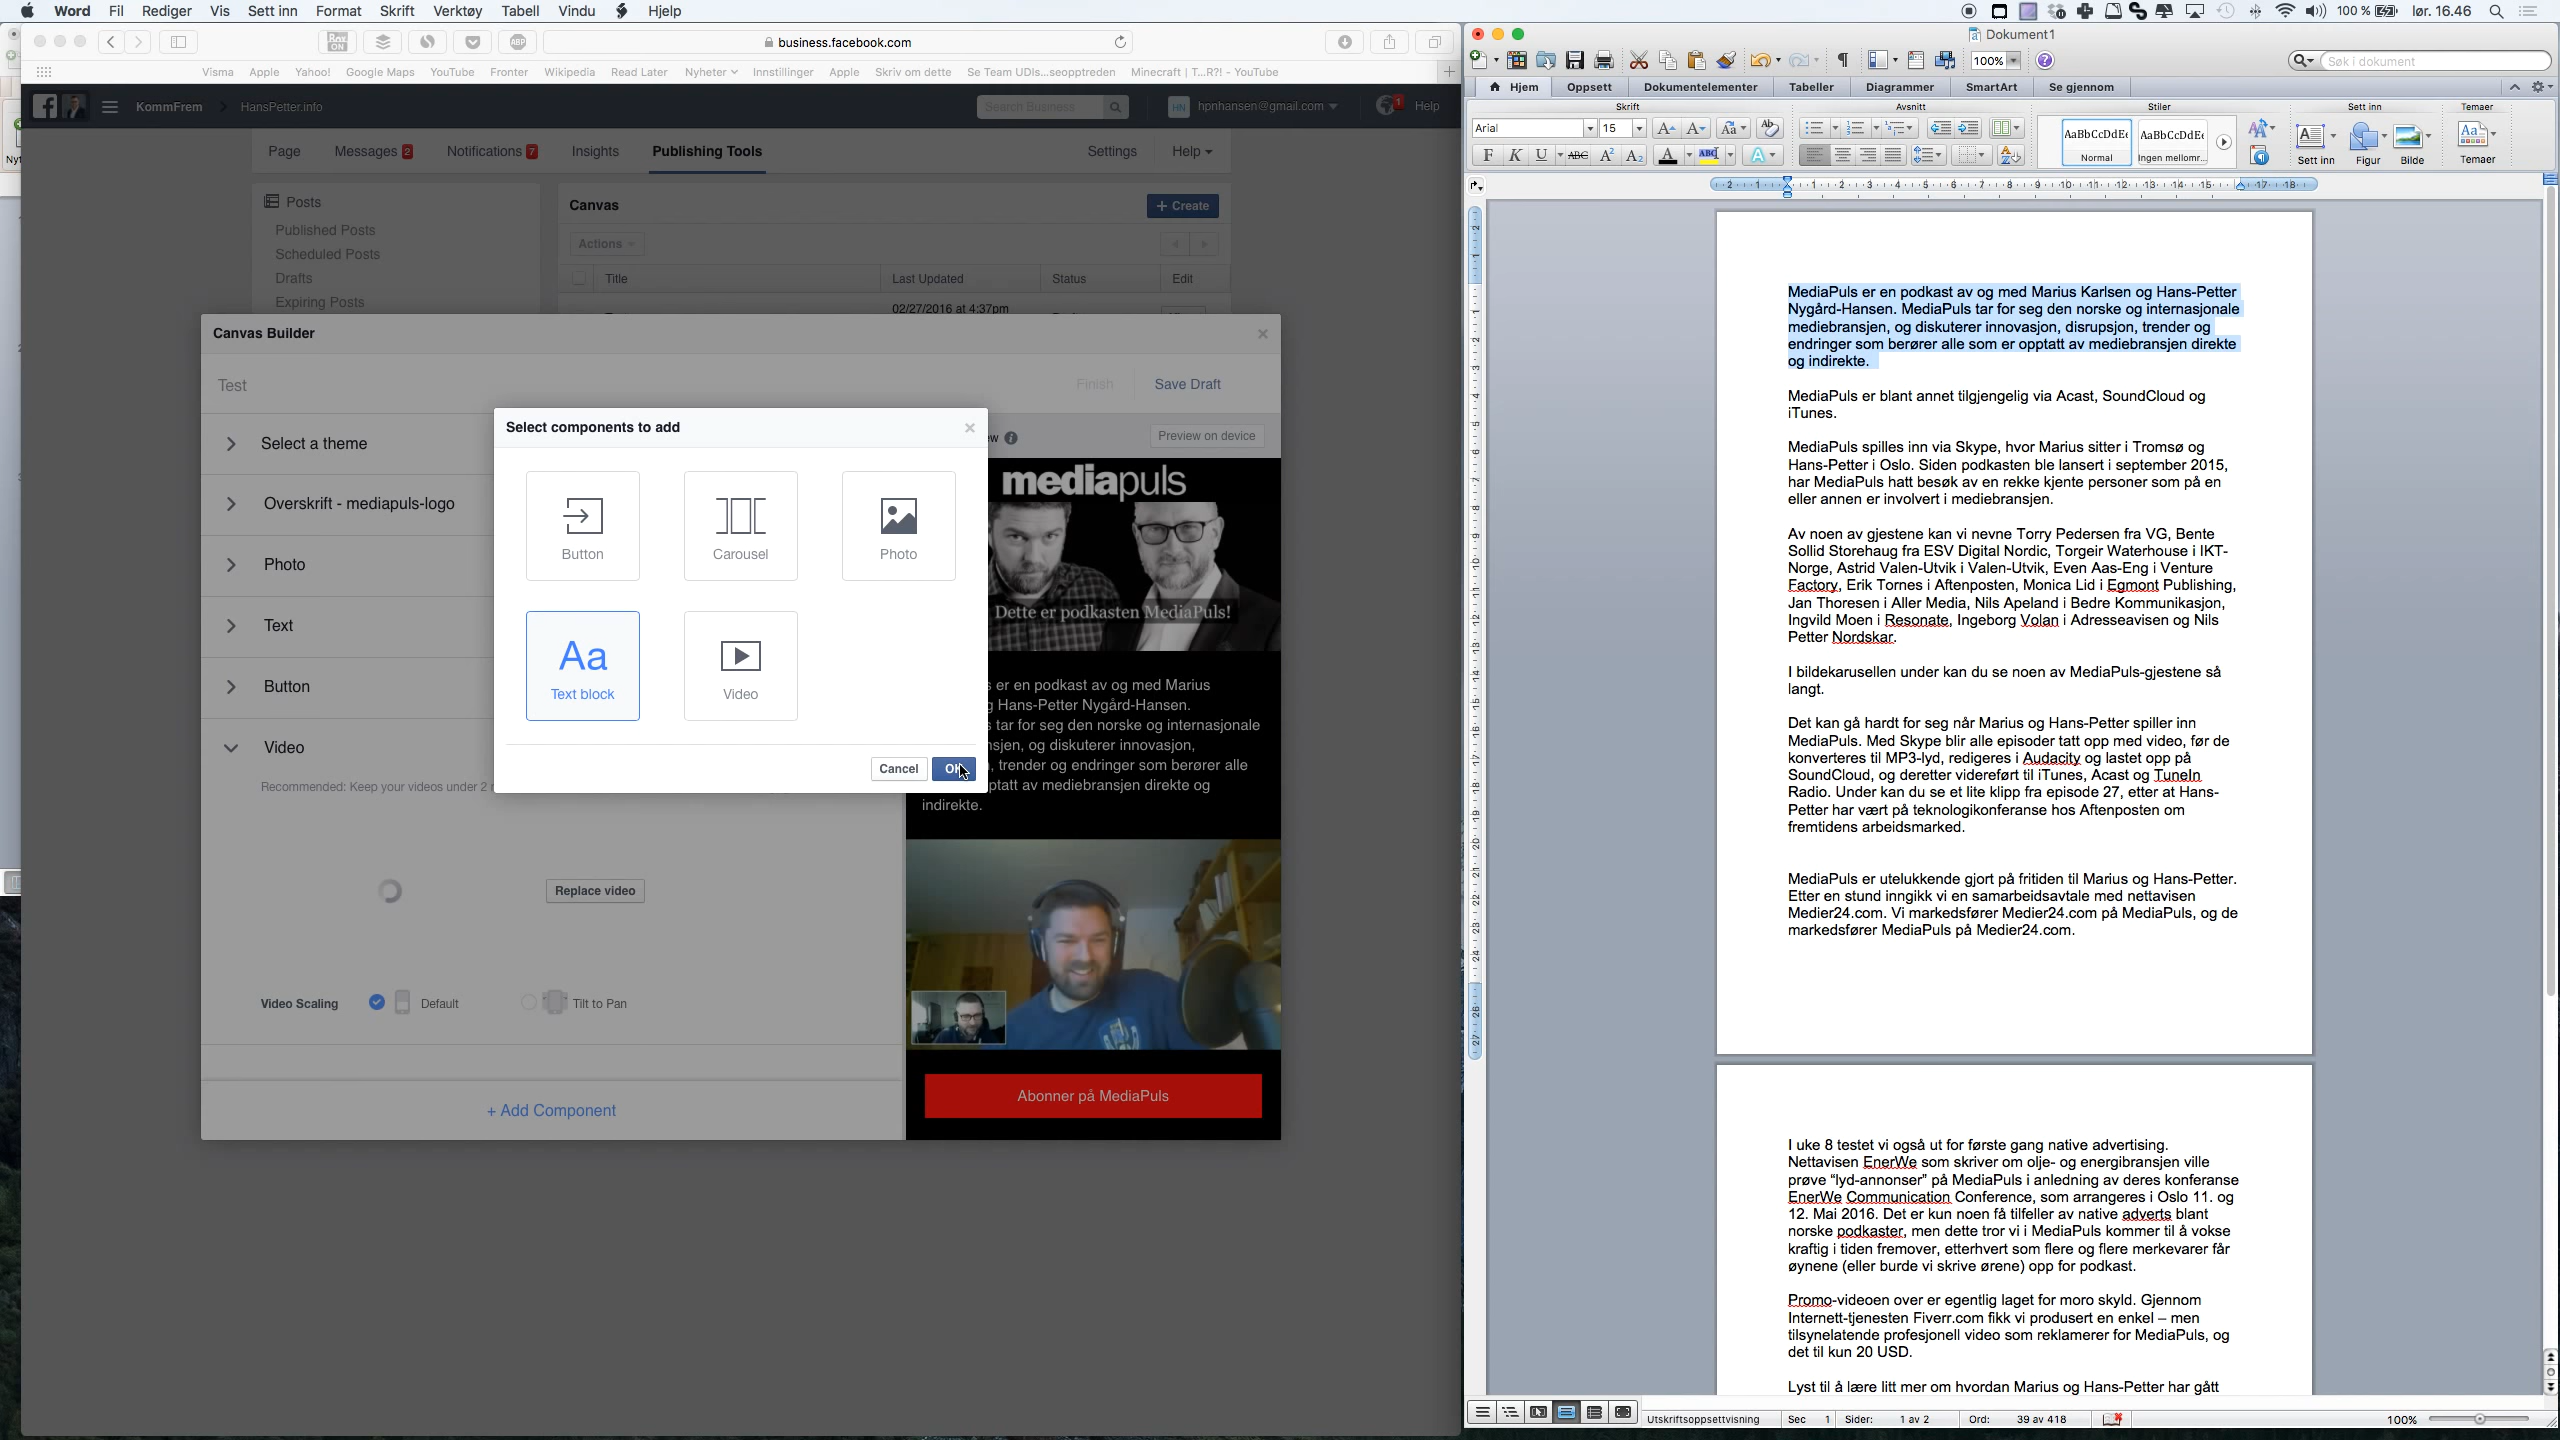 Word Fil Rediger Vis Sett inn Format Skrift Verktøy Tabell Vindu Hjelp
100 % lør. 16.46
business.facebook.com
Visma Apple Yahoo! Google Maps YouTube Fronter Wikipedia Read Later Nyheter Innstillinger Apple Skriv om dette Se Team UDIs...seopptreden Minecraft | T...R?! - YouTube
KommFrem HansPetter.info
Search Business
HN hpnhansen@gmail.com
1
Help
Page Messages 2 Notifications 7 Insights Publishing Tools Settings Help
Posts
Published Posts
Scheduled Posts
Drafts
Expiring Posts
Canvas
+ Create
Actions
Title Last Updated Status Edit
02/27/2016 at 4:37pm
Canvas Builder
Test
Finish
Save Draft
Select a theme
Overskrift - mediapuls-logo
Photo
Text
Button
Video
Recommended: Keep your videos under 2
Replace video
Video Scaling
Default
Tilt to Pan
+ Add Component
Select components to add
Button
Carousel
Photo
Aa
Text block
Video
Cancel
OK
ew
Preview on device
mediapuls
Dette er podkasten MediaPuls!
s er en podkast av og med Marius
g Hans-Petter Nygård-Hansen.
s tar for seg den norske og internasjonale
nsjen, og diskuterer innovasjon,
, trender og endringer som berører alle
ptatt av mediebransjen direkte og
indirekte.
Abonner på MediaPuls
Dokument1
100%
Søk i dokument
Hjem Oppsett Dokumentelementer Tabeller Diagrammer SmartArt Se gjennom
Skrift Avsnitt Stiler Sett inn Temaer
Arial 15
AaBbCcDdEe
Normal
AaBbCcDdEe
Ingen mellomr...
Sett inn Figur Bilde Temaer
F K U ABC A² A₂
MediaPuls er en podkast av og med Marius Karlsen og Hans-Petter
Nygård-Hansen. MediaPuls tar for seg den norske og internasjonale
mediebransjen, og diskuterer innovasjon, disrupsjon, trender og
endringer som berører alle som er opptatt av mediebransjen direkte
og indirekte.
MediaPuls er blant annet tilgjengelig via Acast, SoundCloud og
iTunes.
MediaPuls spilles inn via Skype, hvor Marius sitter i Tromsø og
Hans-Petter i Oslo. Siden podkasten ble lansert i september 2015,
har MediaPuls hatt besøk av en rekke kjente personer som på en
eller annen er involvert i mediebransjen.
Av noen av gjestene kan vi nevne Torry Pedersen fra VG, Bente
Sollid Storehaug fra ESV Digital Nordic, Torgeir Waterhouse i IKT-
Norge, Astrid Valen-Utvik i Valen-Utvik, Even Aas-Eng i Venture
Factory, Erik Tornes i Aftenposten, Monica Lid i Egmont Publishing,
Jan Thoresen i Aller Media, Nils Apeland i Bedre Kommunikasjon,
Ingvild Moen i Resonate, Ingeborg Volan i Adresseavisen og Nils
Petter Nordskar.
I bildekarusellen under kan du se noen av MediaPuls-gjestene så
langt.
Det kan gå hardt for seg når Marius og Hans-Petter spiller inn
MediaPuls. Med Skype blir alle episoder tatt opp med video, før de
konverteres til MP3-lyd, redigeres i Audacity og lastet opp på
SoundCloud, og deretter videreført til iTunes, Acast og TuneIn
Radio. Under kan du se et lite klipp fra episode 27, etter at Hans-
Petter har vært på teknologikonferanse hos Aftenposten om
fremtidens arbeidsmarked.
MediaPuls er utelukkende gjort på fritiden til Marius og Hans-Petter.
Etter en stund inngikk vi en samarbeidsavtale med nettavisen
Medier24.com. Vi markedsfører Medier24.com på MediaPuls, og de
markedsfører MediaPuls på Medier24.com.
I uke 8 testet vi også ut for første gang native advertising.
Nettavisen EnerWe som skriver om olje- og energibransjen ville
prøve “lyd-annonser” på MediaPuls i anledning av deres konferanse
EnerWe Communication Conference, som arrangeres i Oslo 11. og
12. Mai 2016. Det er kun noen få tilfeller av native adverts blant
norske podkaster, men dette tror vi i MediaPuls kommer til å vokse
kraftig i tiden fremover, etterhvert som flere og flere merkevarer får
øynene (eller burde vi skrive ørene) opp for podkast.
Promo-videoen over er egentlig laget for moro skyld. Gjennom
Internett-tjenesten Fiverr.com fikk vi produsert en enkel – men
tilsynelatende profesjonell video som reklamerer for MediaPuls, og
det til kun 20 USD.
Lyst til å lære litt mer om hvordan Marius og Hans-Petter har gått
Utskriftsoppsettvisning Sec 1 Sider: 1 av 2 Ord: 39 av 418 100%